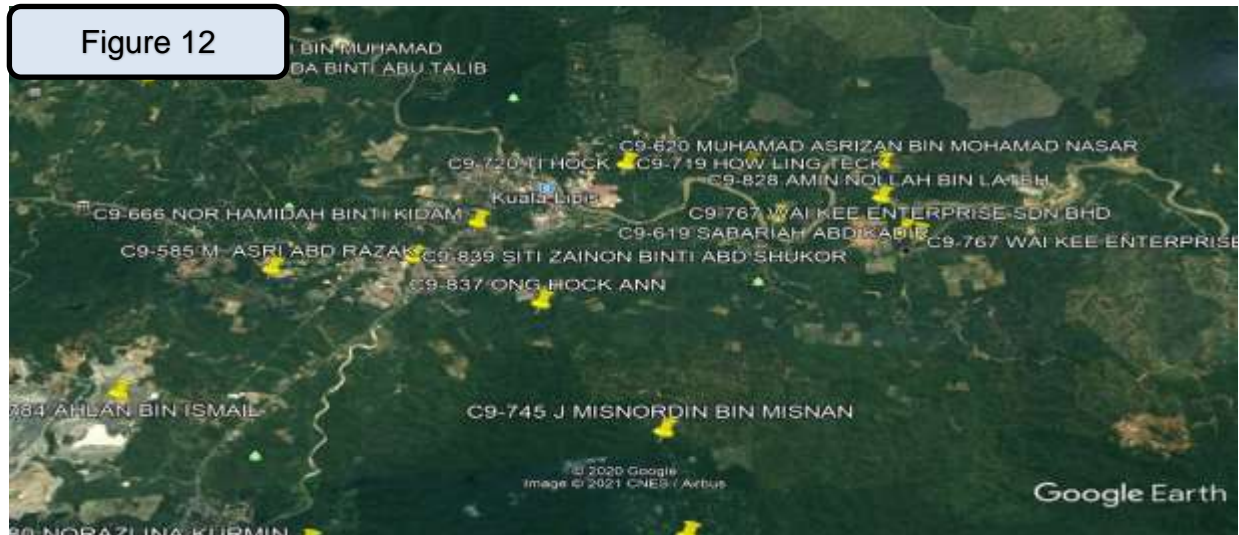 Figure 12
BIN MUHAMAD
DA BINTI ABU TALIB
C9-620 MUHAMAD ASRIZAN BIN MOHAMAD NASAR
C9-720 TI HOCK
C9-719 HOW LING TECK
C9-828 AMIN NOLLAH BIN LATEH
Kuala Lipis
C9-666 NOR HAMIDAH BINTI KIDAM
C9-767 WAI KEE ENTERPRISE SDN BHD
C9-619 SABARIAH ABD KADIR
C9-767 WAI KEE ENTERPRISE
C9-585 M ASRI ABD RAZAK
C9-839 SITI ZAINON BINTI ABD SHUKOR
C9-837 ONG HOCK ANN
784 AHLAN BIN ISMAIL
C9-745 J MISNORDIN BIN MISNAN
© 2020 Google
Image © 2021 CNES / Airbus
Google Earth
NORAZLINA KURMIN